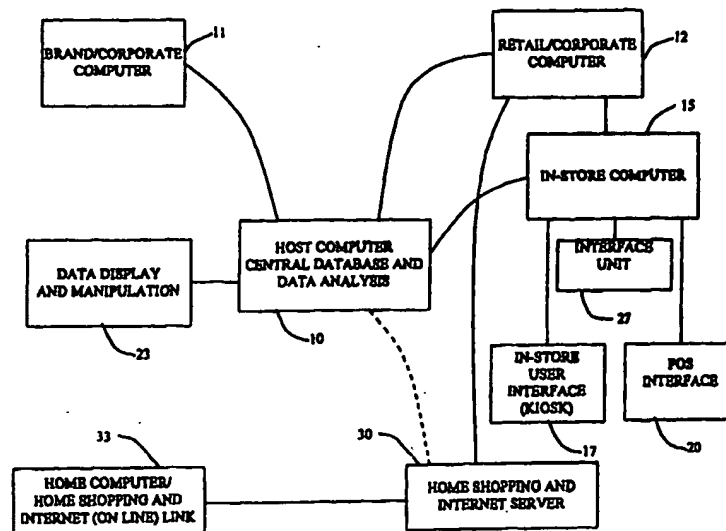 11
BRAND/CORPORATE
COMPUTER
RETAIL/CORPORATE
COMPUTER
12
15
IN-STORE COMPUTER
HOST COMPUTER
CENTRAL DATABASE AND
DATA ANALYSIS
10
DATA DISPLAY
AND MANIPULATION
23
INTERFACE
UNIT
27
IN-STORE
USER
INTERFACE
(KIOSK)
17
POS
INTERFACE
20
33
HOME COMPUTER/
HOME SHOPPING AND
INTERNET (ON LINE) LINK
30
HOME SHOPPING AND
INTERNET SERVER